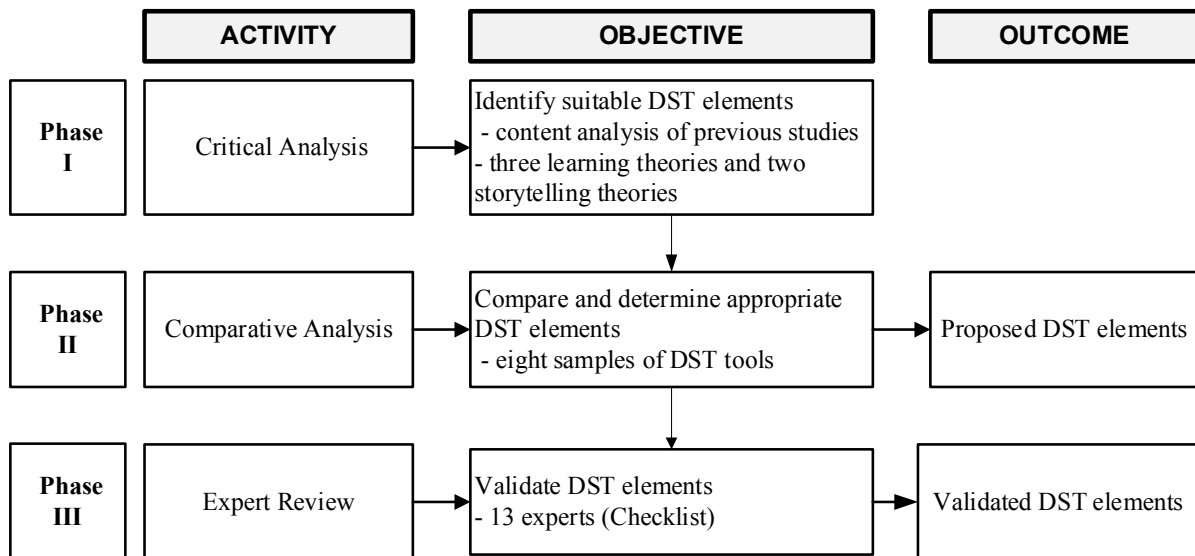 ACTIVITY
OBJECTIVE
OUTCOME
Phase
I
Critical Analysis
Identify suitable DST elements
- content analysis of previous studies
- three learning theories and two
storytelling theories
Phase
II
Comparative Analysis
Compare and determine appropriate
DST elements
- eight samples of DST tools
Proposed DST elements
Phase
III
Expert Review
Validate DST elements
- 13 experts (Checklist)
Validated DST elements